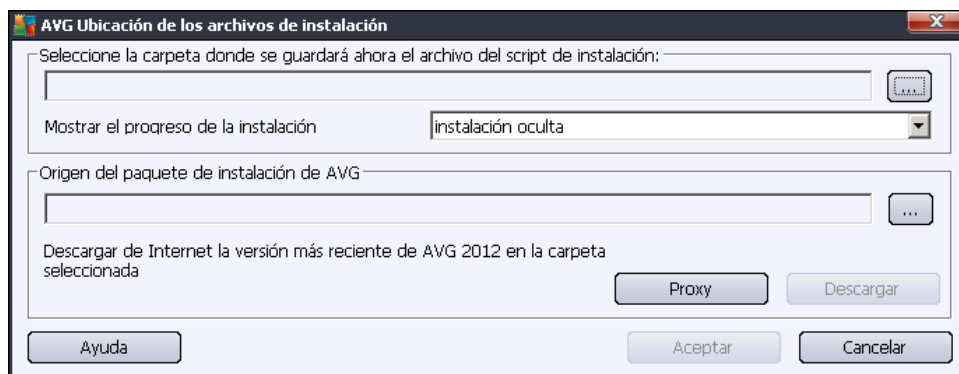 AVG Ubicación de los archivos de instalación
Seleccione la carpeta donde se guardará ahora el archivo del script de instalación:
...
Mostrar el progreso de la instalación
instalación oculta
Origen del paquete de instalación de AVG
...
Descargar de Internet la versión más reciente de AVG 2012 en la carpeta
seleccionada
Proxy
Descargar
Ayuda
Aceptar
Cancelar